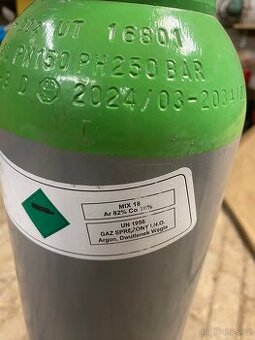 UT 16801
PW150 PH250 BAR
D 2024/03-2034
MIX 18
Ar 82% Co %
UN 1956
GAZ SPRĘŻONY I.N.O.
Argon, Dwutlenek Węgla